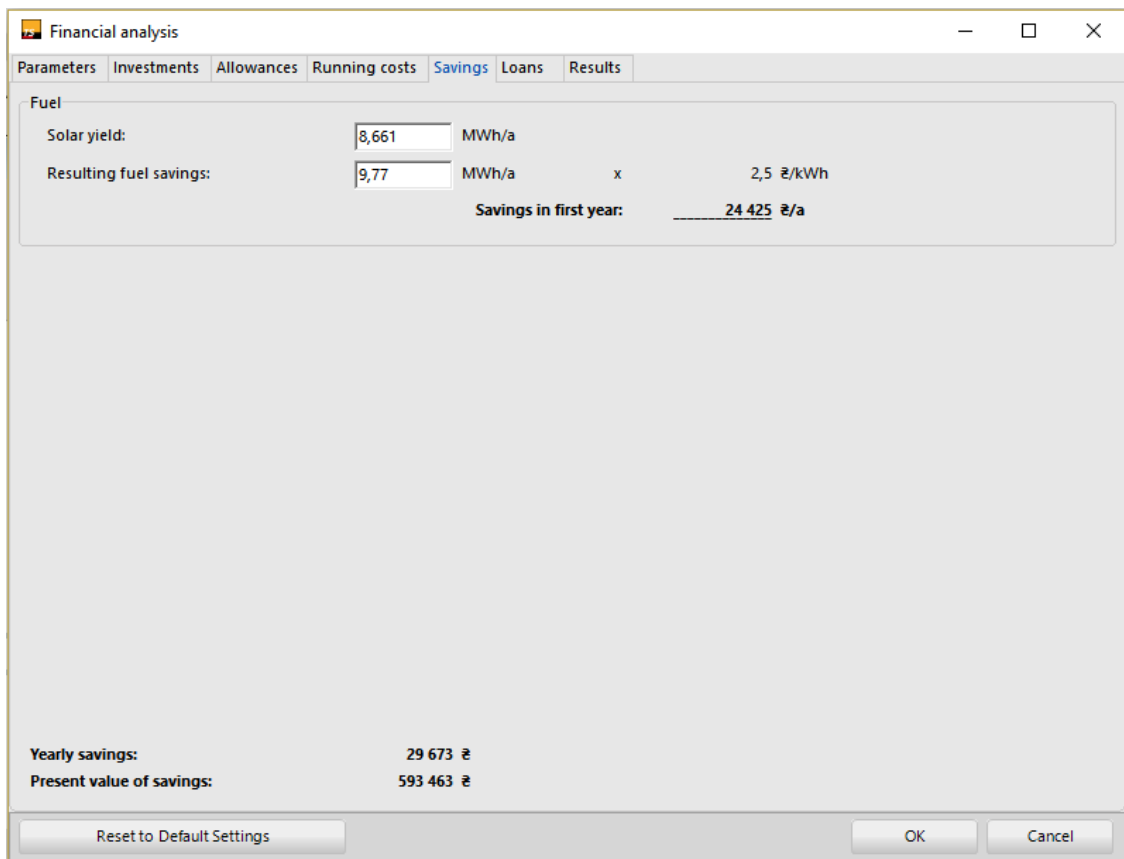 Financial analysis
Parameters Investments Allowances Running costs Savings Loans Results
Fuel
Solar yield: 8,661 MWh/a
Resulting fuel savings: 9,77 MWh/a x 2,5 ₴/kWh
Savings in first year: 24 425 ₴/a
Yearly savings: 29 673 ₴
Present value of savings: 593 463 ₴
Reset to Default Settings OK Cancel